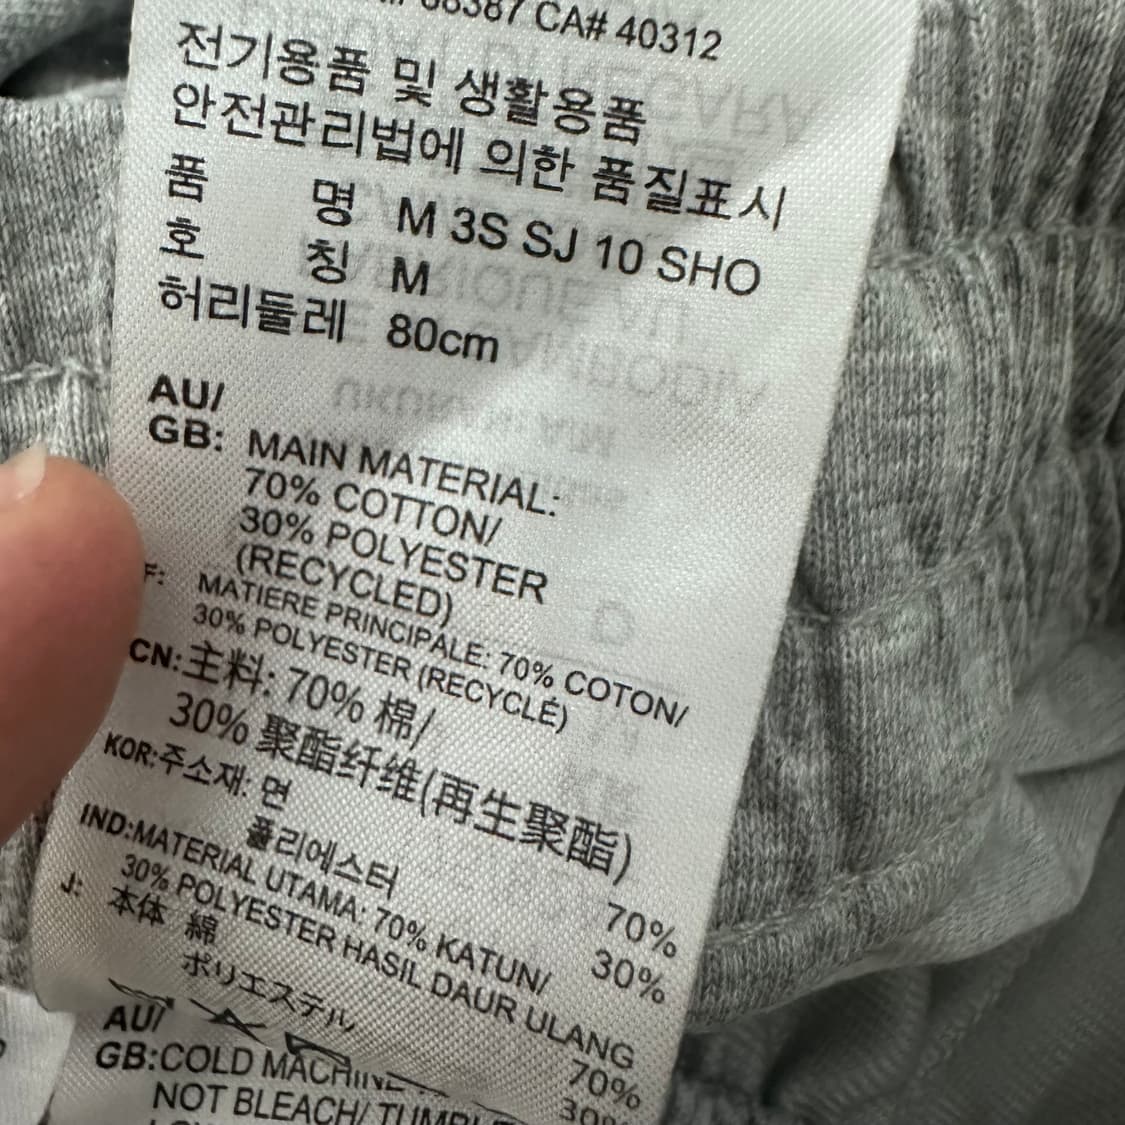 CA# 40312
전기용품 및 생활용품
안전관리법에 의한 품질표시
품 명 M 3S SJ 10 SHO
호 칭 M
허리둘레 80cm
AU/
GB: MAIN MATERIAL:
70% COTTON/
30% POLYESTER
(RECYCLED)
F: MATIERE PRINCIPALE: 70% COTON/
30% POLYESTER (RECYCLÉ)
CN:主料: 70% 棉/
30% 聚酯纤维(再生聚酯)
KOR:주소재: 면 70%
폴리에스터 30%
IND:MATERIAL UTAMA: 70% KATUN/
30% POLYESTER HASIL DAUR ULANG
J: 本体 綿 70%
ポリエステル 30%
AU/
GB:COLD MACHINE
NOT BLEACH/ TUMBL